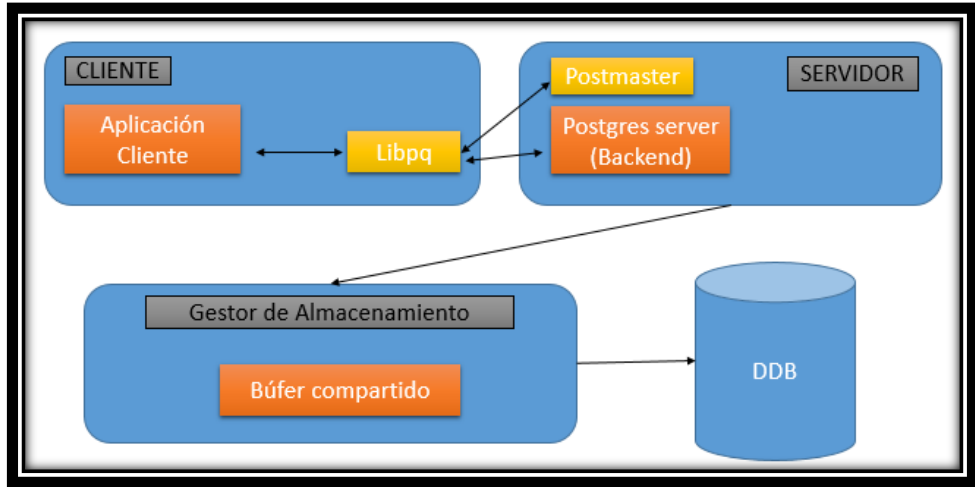 CLIENTE
Aplicación
Cliente
Libpq
Postmaster
SERVIDOR
Postgres server
(Backend)
Gestor de Almacenamiento
Búfer compartido
DDB